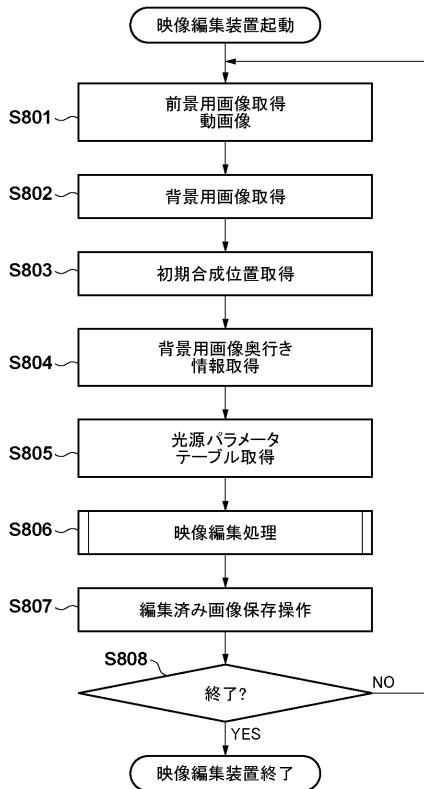 映像編集装置起動
S801
前景用画像取得
動画像
S802
背景用画像取得
S803
初期合成位置取得
S804
背景用画像奥行き
情報取得
S805
光源パラメータ
テーブル取得
S806
映像編集処理
S807
編集済み画像保存操作
S808
終了?
NO
YES
映像編集装置終了